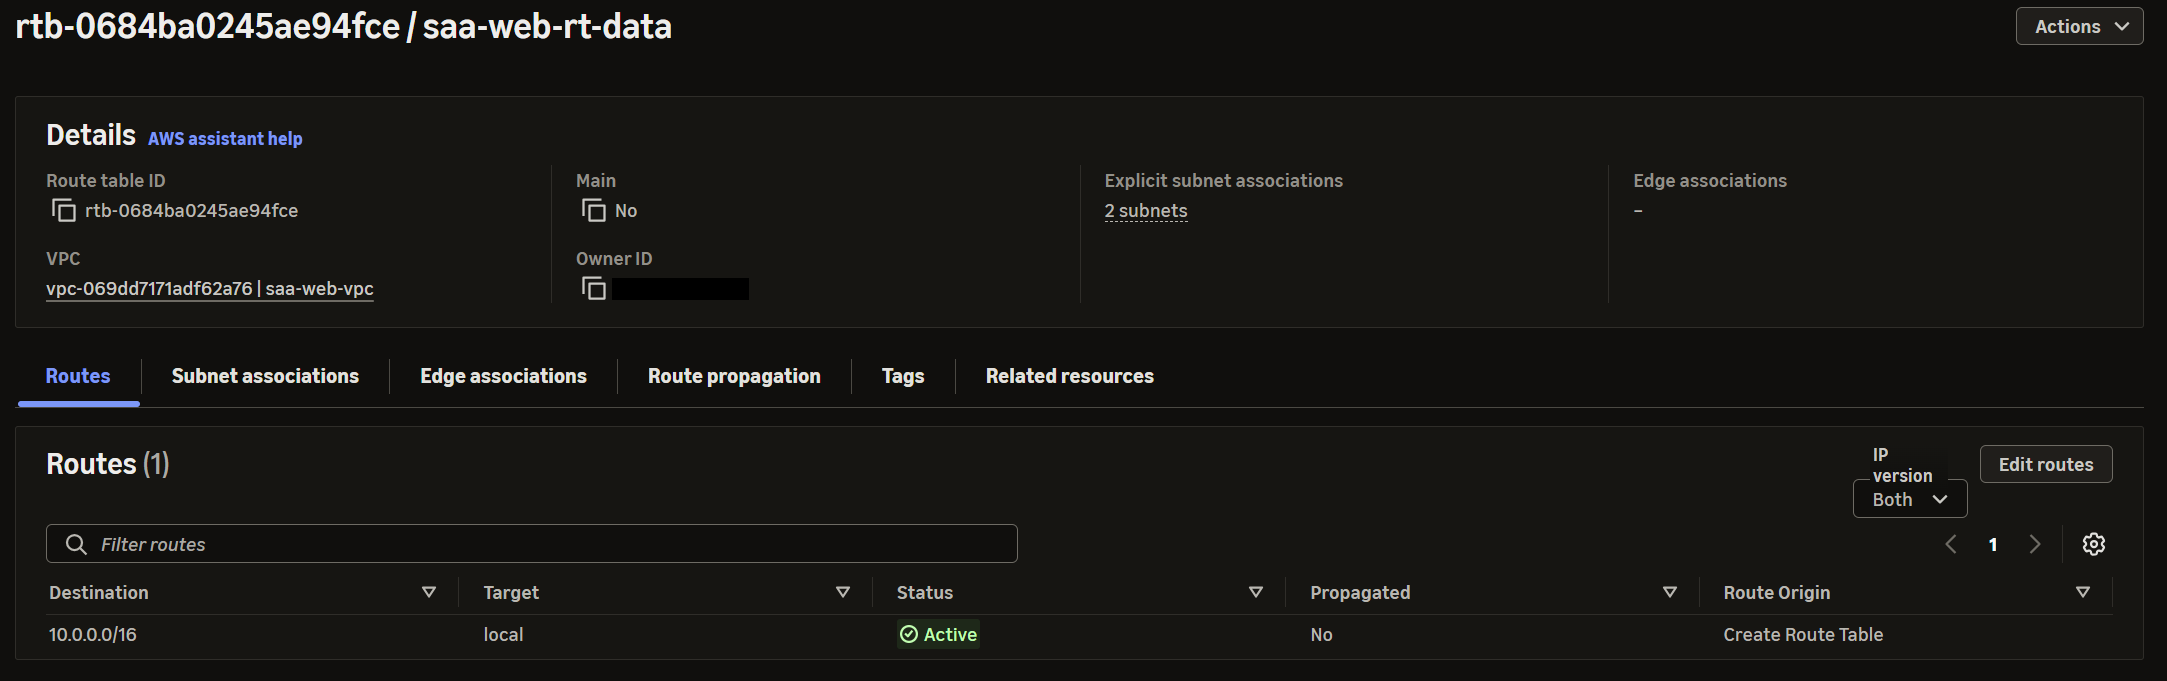 rtb-0684ba0245ae94fce / saa-web-rt-data
Actions
Details AWS assistant help
Route table ID
rtb-0684ba0245ae94fce
Main
No
Explicit subnet associations
2 subnets
Edge associations
–
VPC
vpc-069dd7171adf62a76 | saa-web-vpc
Owner ID
Routes
Subnet associations
Edge associations
Route propagation
Tags
Related resources
Routes (1)
IP version
Both
Edit routes
Filter routes
1
Destination Target Status Propagated Route Origin
10.0.0.0/16 local Active No Create Route Table